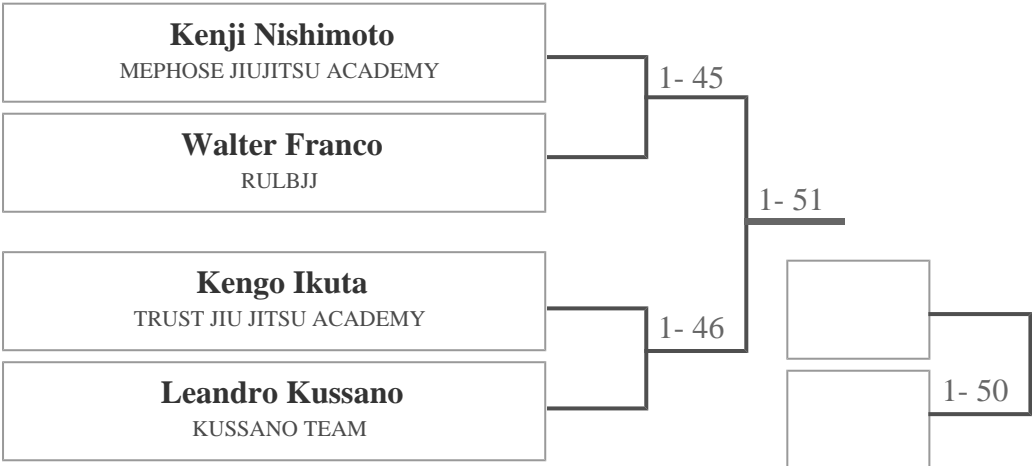 Kenji Nishimoto
MEPHOSE JIUJITSU ACADEMY
1- 45
Walter Franco
RULBJJ
1- 51
Kengo Ikuta
TRUST JIU JITSU ACADEMY
1- 46
Leandro Kussano
KUSSANO TEAM
1- 50